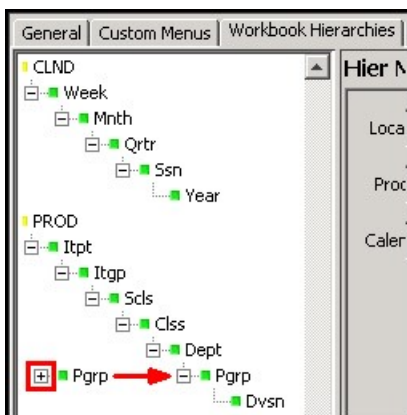 General Custom Menus Workbook Hierarchies
CLND Hier N
Week
Mnth Loca
Qrtr
Ssn Proc
Year
PROD
Itpt Calen
Itgp
Scls
Clss
Dept
Pgrp Pgrp
Dvsn